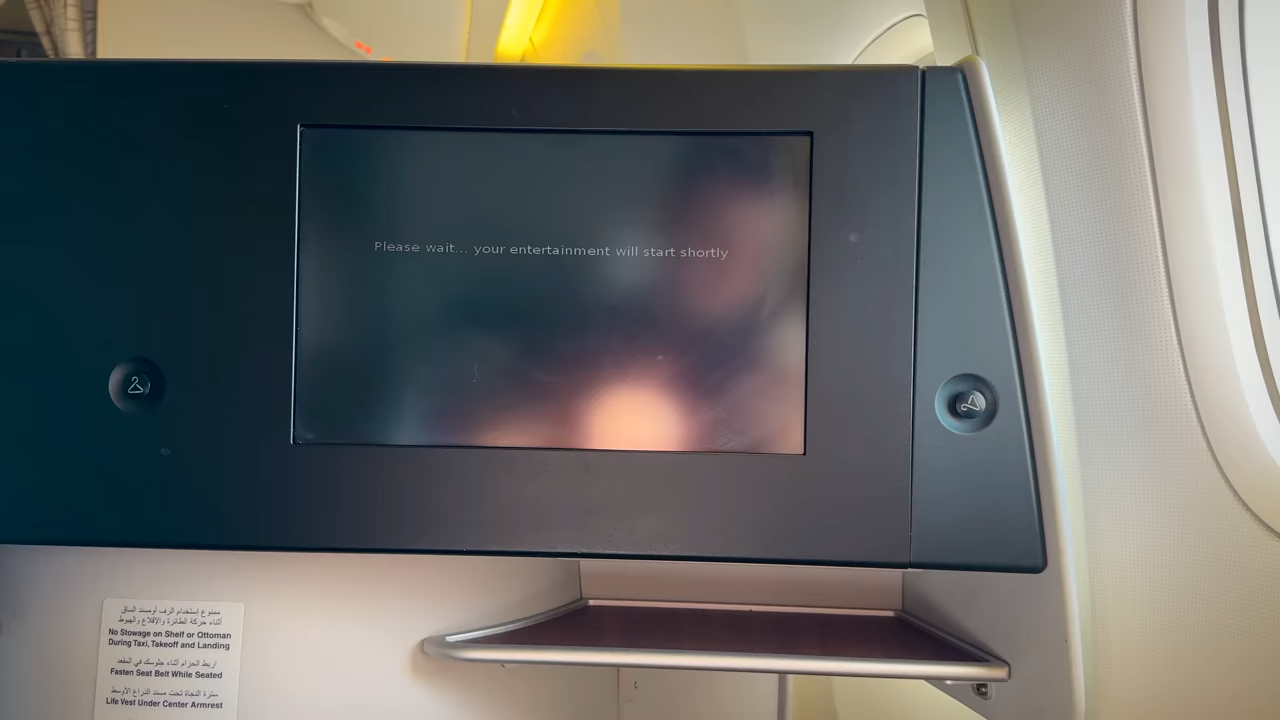 Please wait... your entertainment will start shortly
ممنوع إستخدام الرف أومسند الساق
أثناء حركة الطائرة والإقلاع والهبوط
No Stowage on Shelf or Ottoman
During Taxi, Takeoff and Landing
اربط الحزام أثناء جلوسك في المقعد
Fasten Seat Belt While Seated
سترة النجاة تحت مسند الذراع الأوسط
Life Vest Under Center Armrest